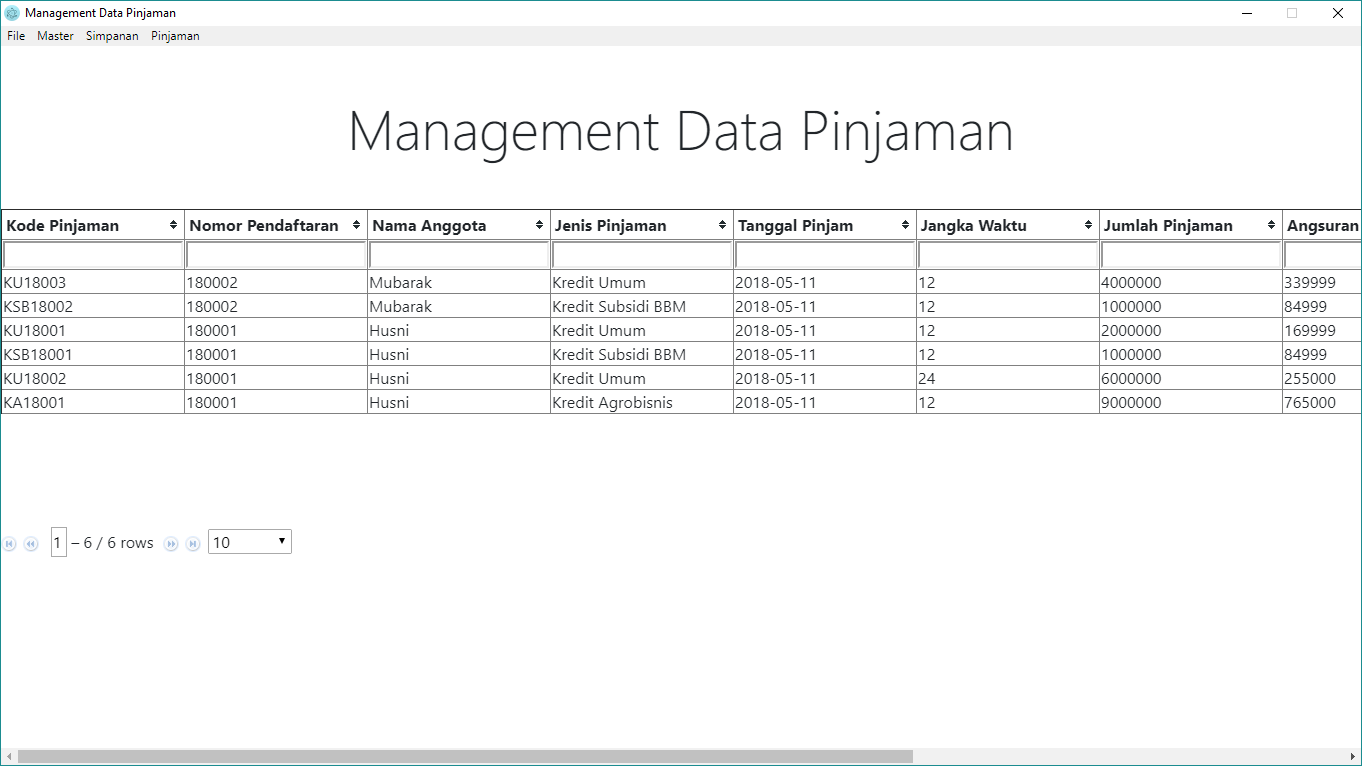 Management Data Pinjaman
File Master Simpanan Pinjaman
Management Data Pinjaman
Kode Pinjaman Nomor Pendaftaran Nama Anggota Jenis Pinjaman Tanggal Pinjam Jangka Waktu Jumlah Pinjaman Angsuran
KU18003 180002 Mubarak Kredit Umum 2018-05-11 12 4000000 339999
KSB18002 180002 Mubarak Kredit Subsidi BBM 2018-05-11 12 1000000 84999
KU18001 180001 Husni Kredit Umum 2018-05-11 12 2000000 169999
KSB18001 180001 Husni Kredit Subsidi BBM 2018-05-11 12 1000000 84999
KU18002 180001 Husni Kredit Umum 2018-05-11 24 6000000 255000
KA18001 180001 Husni Kredit Agrobisnis 2018-05-11 12 9000000 765000
1 – 6 / 6 rows 10